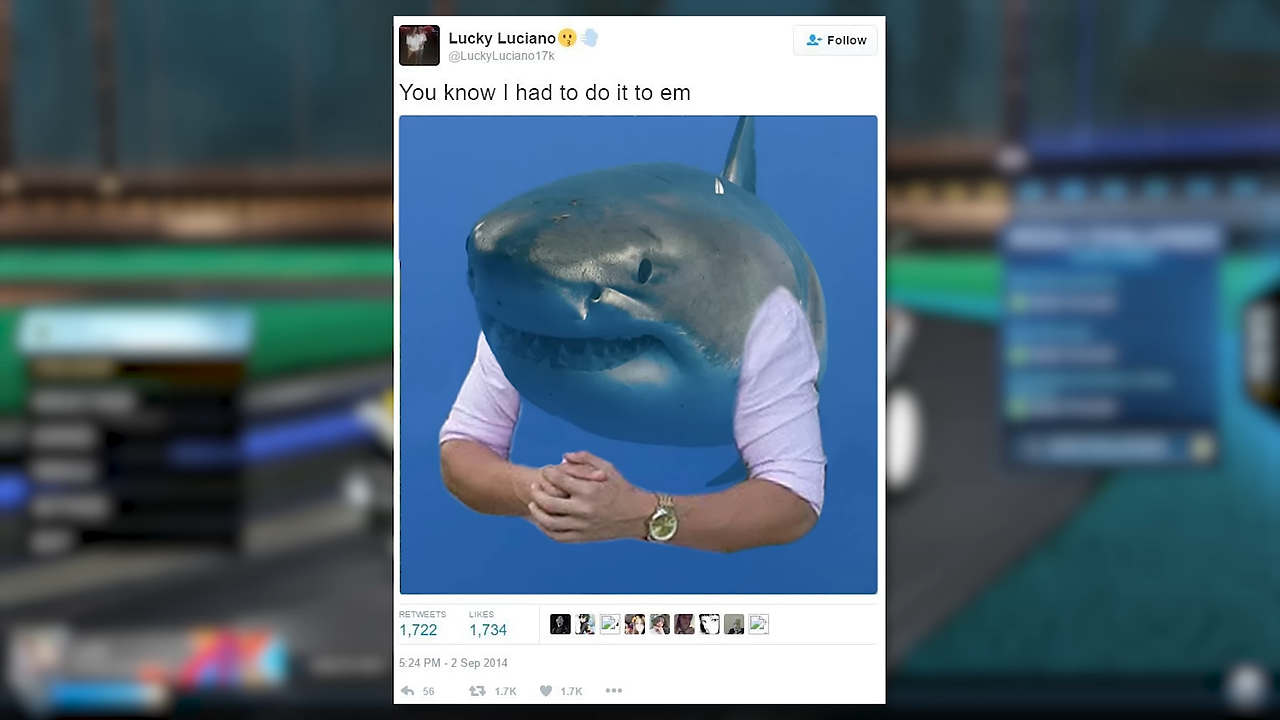 Lucky Luciano😗💨
@LuckyLuciano17k
Follow
You know I had to do it to em
RETWEETS LIKES
1,722 1,734
5:24 PM - 2 Sep 2014
56 1.7K 1.7K